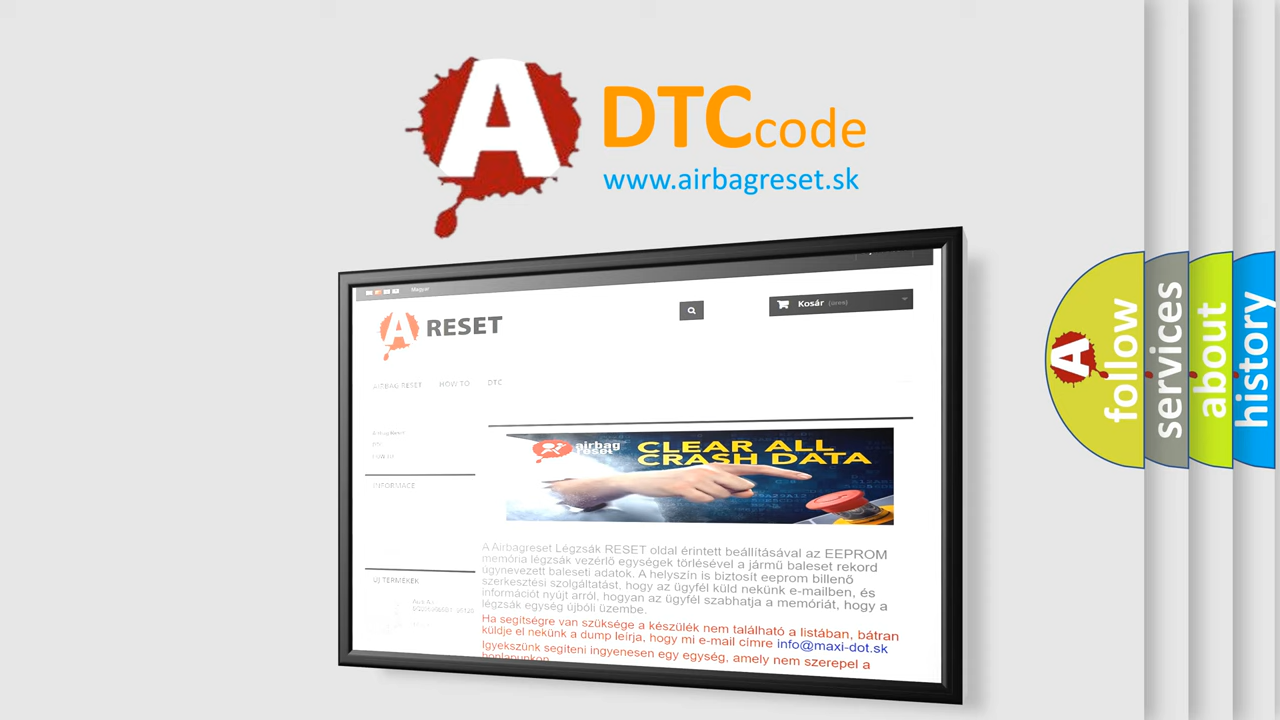 A DTC code
www.airbagreset.sk
Magyar
A RESET
Kosár (üres)
AIRBAG RESET HOW TO DTC
airbag reset
CLEAR ALL
CRASH DATA
INFORMACE
ÚJ TERMÉKEK
A Airbagreset Légzsák RESET oldal érintett beállításával az EEPROM
memória légzsák vezérlő egységek törlésével a jármű baleset rekord
úgynevezett baleseti adatok. A helyszín is biztosít eeprom billenő
szerkesztési szolgáltatást, hogy az ügyfél küld nekünk e-mailben, és
információt nyújt arról, hogyan az ügyfél szabhatja a memóriát, hogy a
légzsák egység újbóli üzembe.
Ha segítségre van szüksége a készülék nem található a listában, bátran
küldje el nekünk a dump leírja, hogy mi e-mail címre info@maxi-dot.sk
Igyekszünk segíteni ingyenesen egy egység, amely nem szerepel a
honlapunkon
A follow
services
about
history